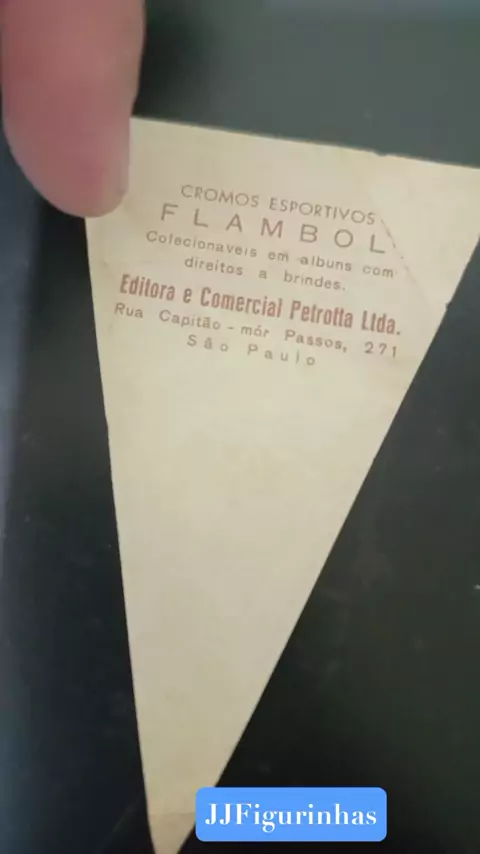 CROMOS ESPORTIVOS
FLAMBOL
Colecionaveis em albuns com
direitos a brindes.
Editora e Comercial Petrotta Ltda.
Rua Capitão - mór Passos, 271
São Paulo
JJFigurinhas